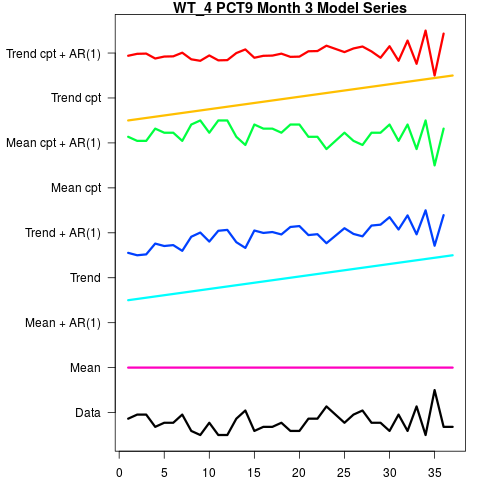 WT_4 PCT9 Month 3 Model Series
Trend cpt + AR(1)
Trend cpt
Mean cpt + AR(1)
Mean cpt
Trend + AR(1)
Trend
Mean + AR(1)
Mean
Data
0 5 10 15 20 25 30 35